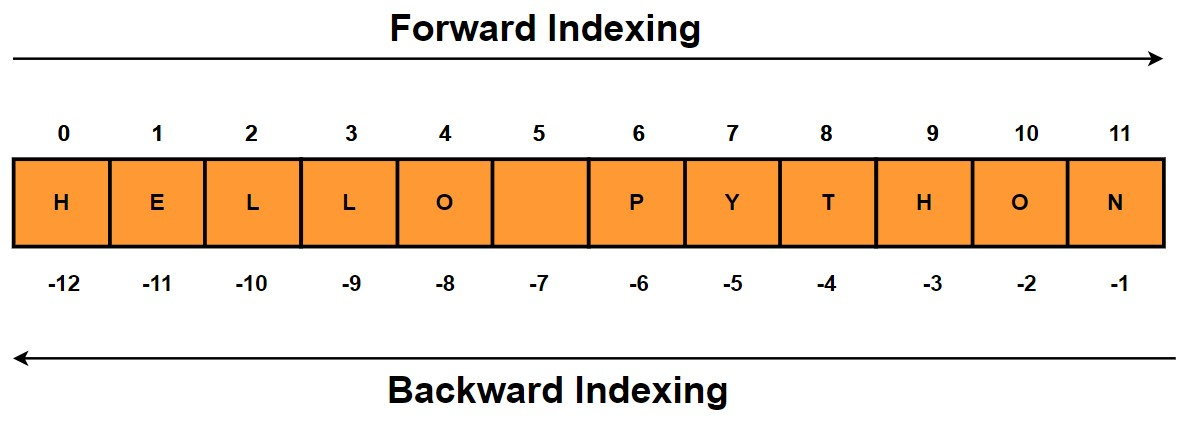 Forward Indexing
0 1 2 3 4 5 6 7 8 9 10 11
H E L L O P Y T H O N
-12 -11 -10 -9 -8 -7 -6 -5 -4 -3 -2 -1
Backward Indexing